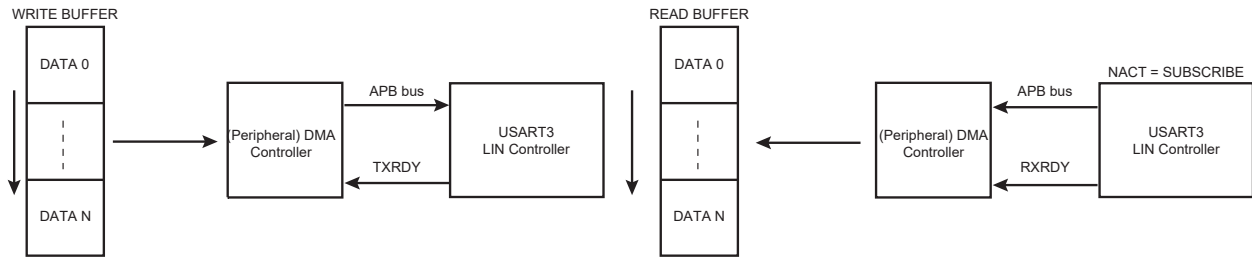 WRITE BUFFER
DATA 0
DATA N
(Peripheral) DMA
Controller
APB bus
TXRDY
USART3
LIN Controller
READ BUFFER
DATA 0
DATA N
(Peripheral) DMA
Controller
APB bus
RXRDY
NACT = SUBSCRIBE
USART3
LIN Controller